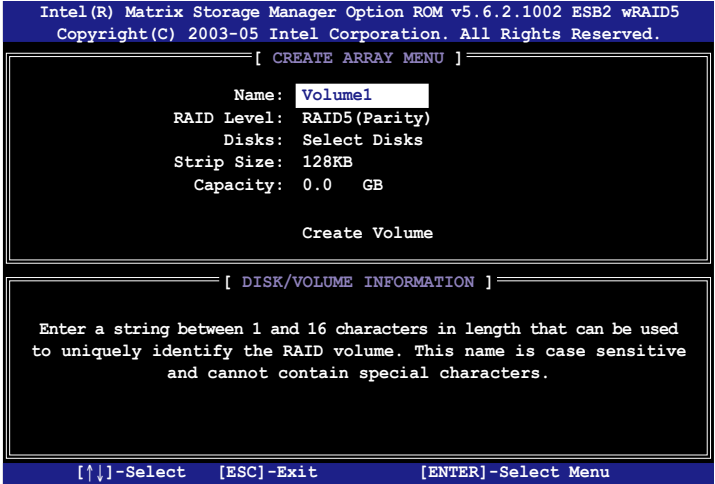 Intel(R) Matrix Storage Manager Option ROM v5.6.2.1002 ESB2 wRAID5
Copyright(C) 2003-05 Intel Corporation. All Rights Reserved.
[ CREATE ARRAY MENU ]
Name: Volume1
RAID Level: RAID5(Parity)
Disks: Select Disks
Strip Size: 128KB
Capacity: 0.0 GB
Create Volume
[ DISK/VOLUME INFORMATION ]
Enter a string between 1 and 16 characters in length that can be used
to uniquely identify the RAID volume. This name is case sensitive
and cannot contain special characters.
[↑↓]-Select [ESC]-Exit [ENTER]-Select Menu